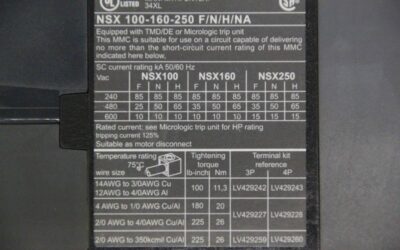 UL
LISTED
34XL
SP
NSX 100-160-250 F/N/H/NA
Equipped with TMD/DE or Micrologic trip unit
This MMC is suitable for use on a circuit capable of delivering
no more than the short-circuit current rating of this MMC
indicated here below.
SC current rating kA 50/60 Hz
Vac NSX100 NSX160 NSX250
F N H F N H F N H
240 85 85 85 85 85 85 85 85 85
480 25 50 65 35 50 65 35 50 65
600 10 10 10 15 15 15 15 15 15
Rated current: see Micrologic trip unit for HP rating
tripping current 125%
Suitable as motor disconnect
Temperature rating 75°
wire size
Tightening torque
lb-inch Nm
Terminal kit reference
3P 4P
14AWG to 3/0AWG Cu
12AWG to 4/0AWG Al
100 11,3 LV429242 LV429243
4 AWG to 1/0 AWG Cu/Al 180 20
2/0 AWG to 4/0AWG Cu/Al 225 26 LV429227 LV429228
2/0 AWG to 350kcmil Cu/Al 225 26 LV429259 LV429260